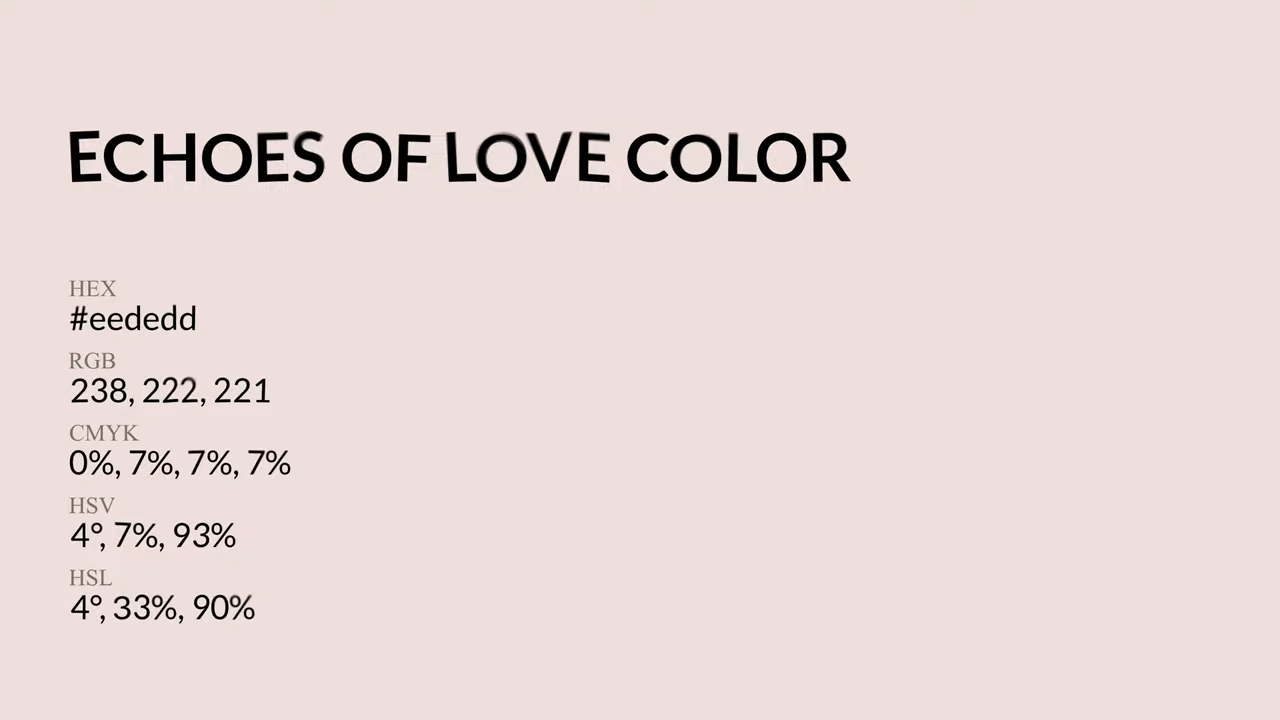 ECHOES OF LOVE COLOR
HEX
#eededd
RGB
238, 222, 221
CMYK
0%, 7%, 7%, 7%
HSV
4°, 7%, 93%
HSL
4°, 33%, 90%